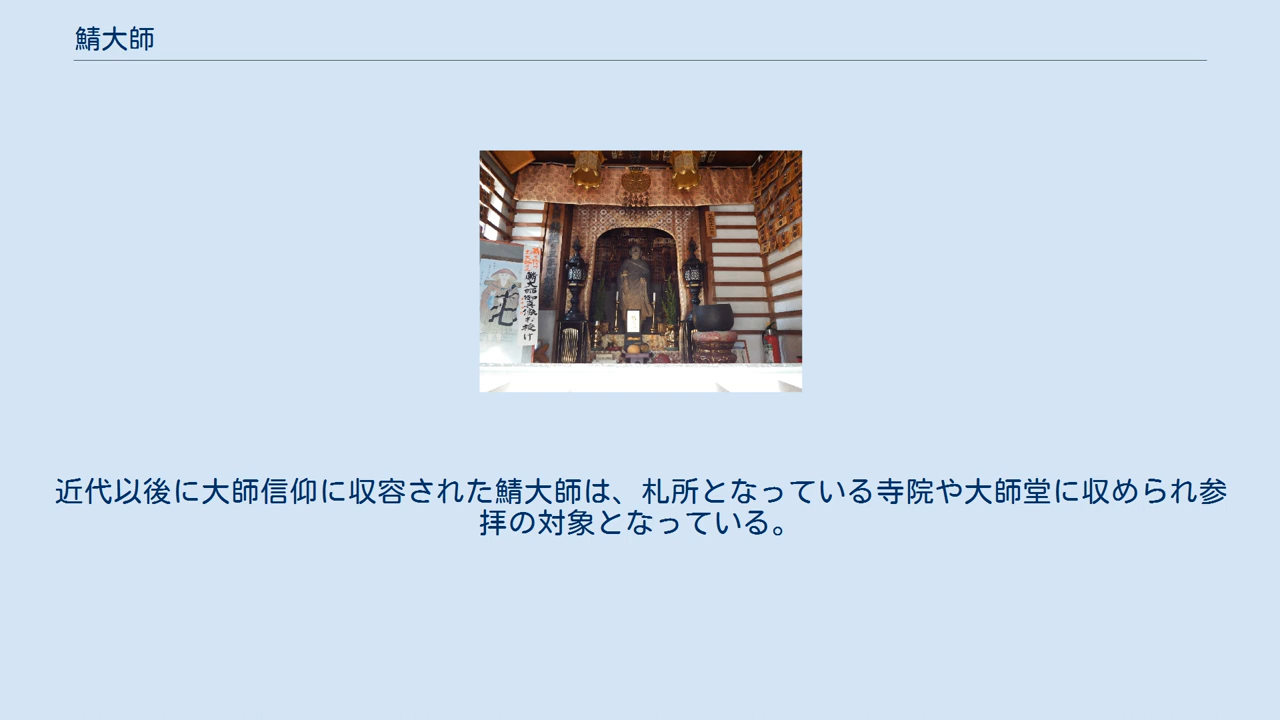 鯖大師
近代以後に大師信仰に収容された鯖大師は、札所となっている寺院や大師堂に収められ参
拝の対象となっている。